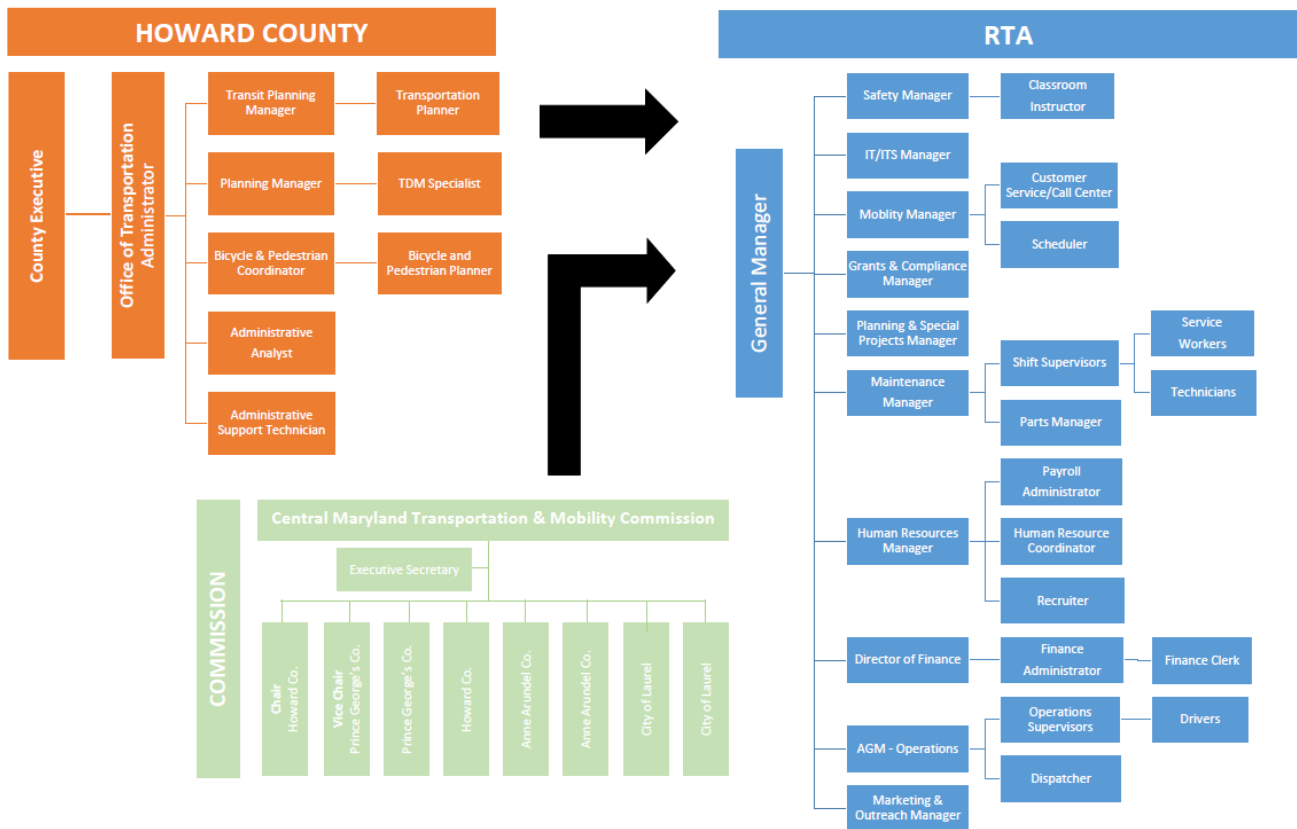 HOWARD COUNTY
County Executive
Office of Transportation
Administrator
Transit Planning
Manager
Transportation
Planner
Planning Manager
TDM Specialist
Bicycle & Pedestrian
Coordinator
Bicycle and
Pedestrian Planner
Administrative
Analyst
Administrative
Support Technician
COMMISSION
Central Maryland Transportation & Mobility Commission
Executive Secretary
Chair
Howard Co.
Vice Chair
Prince George's Co.
Prince George's Co.
Howard Co.
Anne Arundel Co.
Anne Arundel Co.
City of Laurel
City of Laurel
RTA
General Manager
Safety Manager
Classroom
Instructor
IT/ITS Manager
Moblity Manager
Customer
Service/Call Center
Scheduler
Grants & Compliance
Manager
Planning & Special
Projects Manager
Maintenance
Manager
Shift Supervisors
Service
Workers
Technicians
Parts Manager
Human Resources
Manager
Payroll
Administrator
Human Resource
Coordinator
Recruiter
Director of Finance
Finance
Administrator
Finance Clerk
AGM - Operations
Operations
Supervisors
Drivers
Dispatcher
Marketing &
Outreach Manager